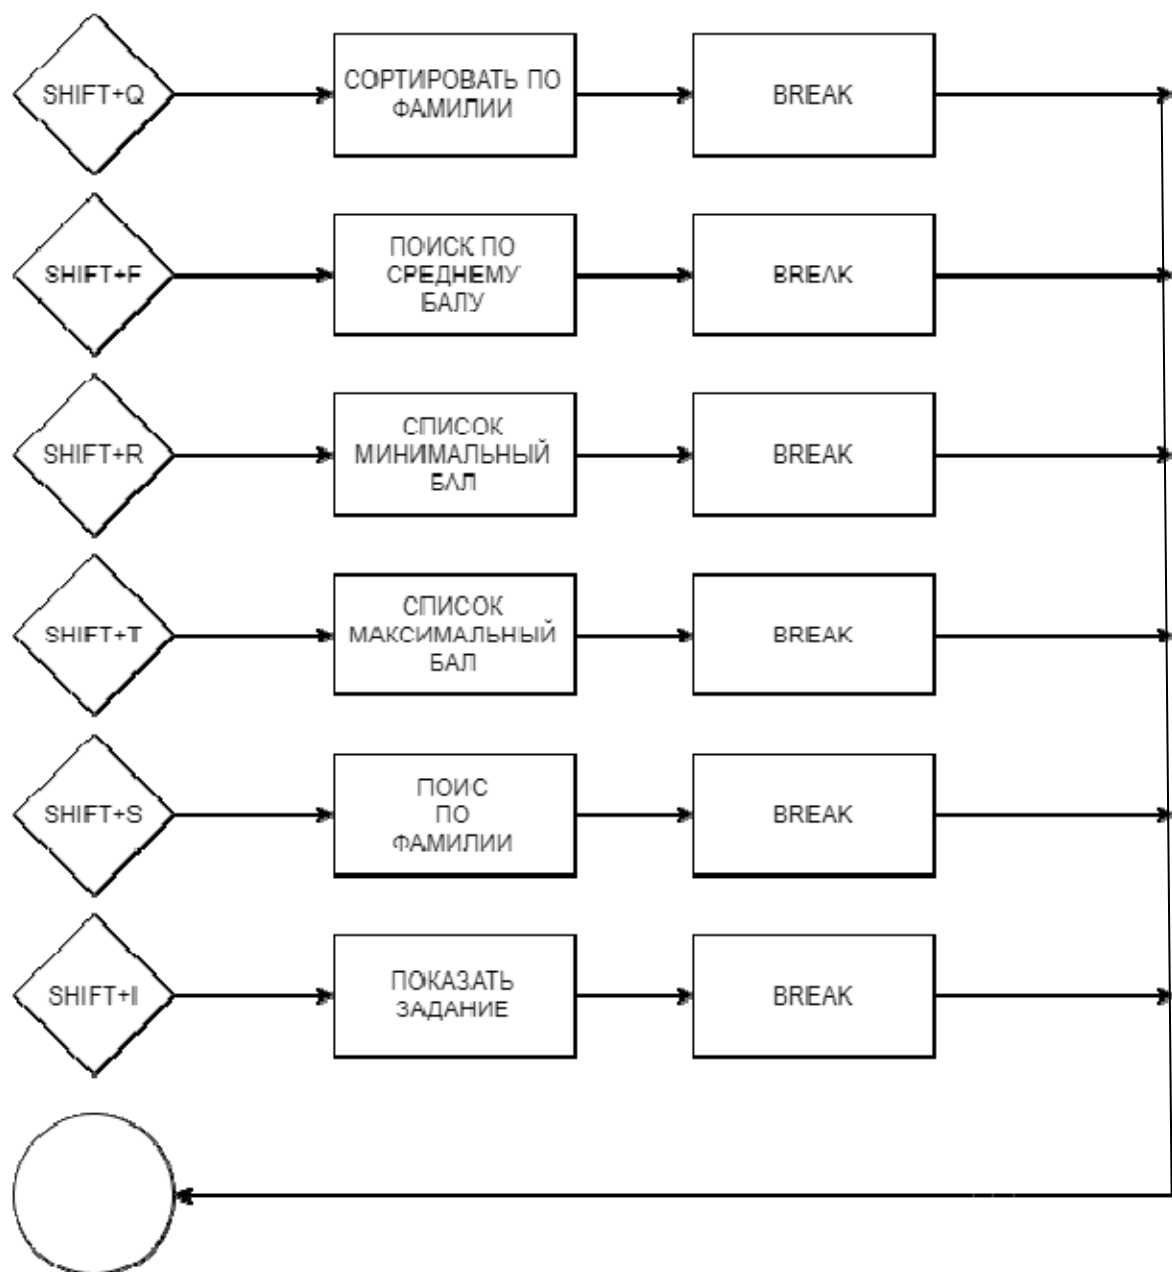 SHIFT+Q
СОРТИРОВАТЬ ПО
ФАМИЛИИ
BREAK
SHIFT+F
ПОИСК ПО
СРЕДНЕМУ
БАЛУ
BREAK
SHIFT+R
СПИСОК
МИНИМАЛЬНЫЙ
БАЛ
BREAK
SHIFT+T
СПИСОК
МАКСИМАЛЬНЫЙ
БАЛ
BREAK
SHIFT+S
ПОИС
ПО
ФАМИЛИИ
BREAK
SHIFT+I
ПОКАЗАТЬ
ЗАДАНИЕ
BREAK